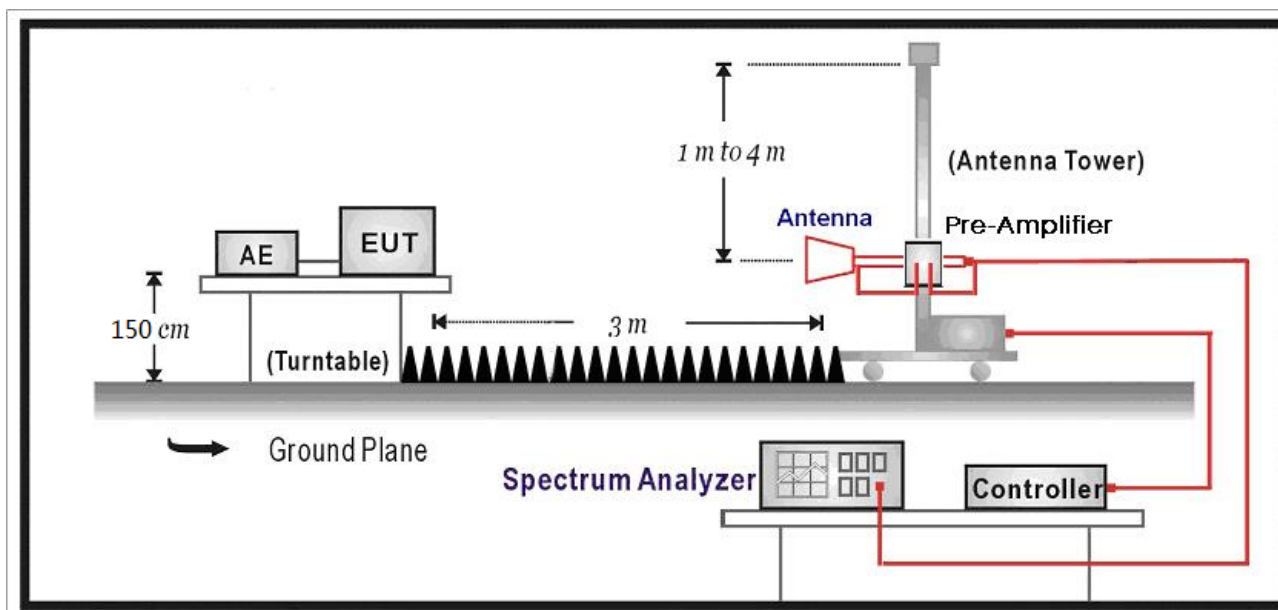 1 m to 4 m
(Antenna Tower)
Antenna
Pre-Amplifier
AE
EUT
150 cm
3 m
(Turntable)
Ground Plane
Spectrum Analyzer
Controller